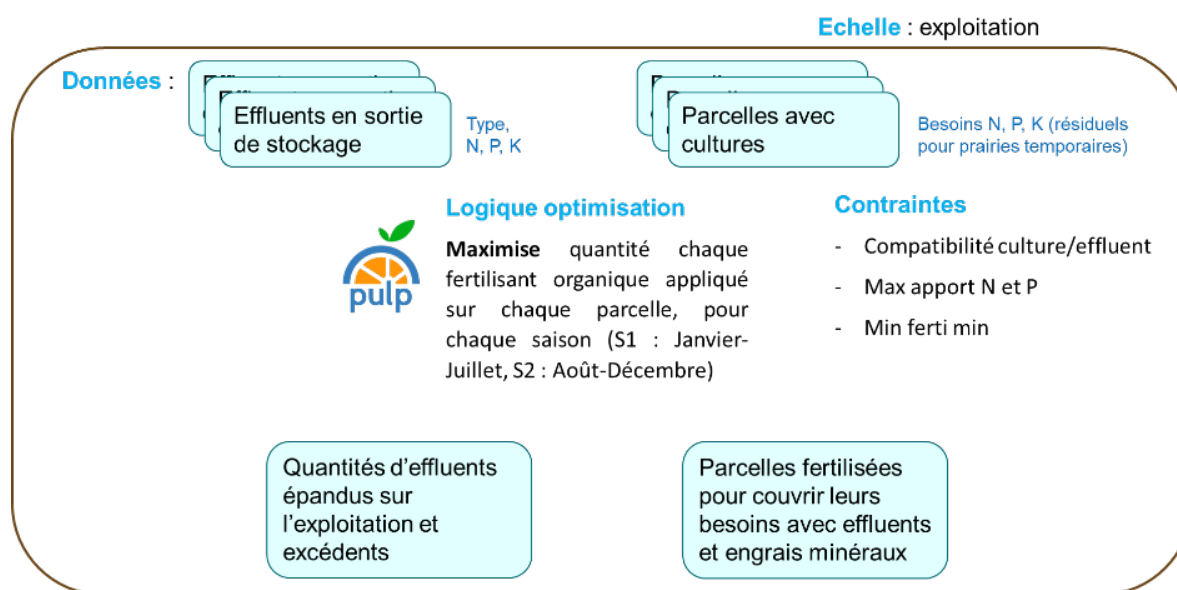 Echelle : exploitation
Données :
Effluents en sortie
de stockage
Type,
N, P, K
Parcelles avec
cultures
Besoins N, P, K (résiduels
pour prairies temporaires)
Logique optimisation
Maximise quantité chaque
fertilisant organique appliqué
sur chaque parcelle, pour
chaque saison (S1 : Janvier-
Juillet, S2 : Août-Décembre)
pulp
Contraintes
- Compatibilité culture/effluent
- Max apport N et P
- Min ferti min
Quantités d'effluents
épandus sur
l'exploitation et
excédents
Parcelles fertilisées
pour couvrir leurs
besoins avec effluents
et engrais minéraux